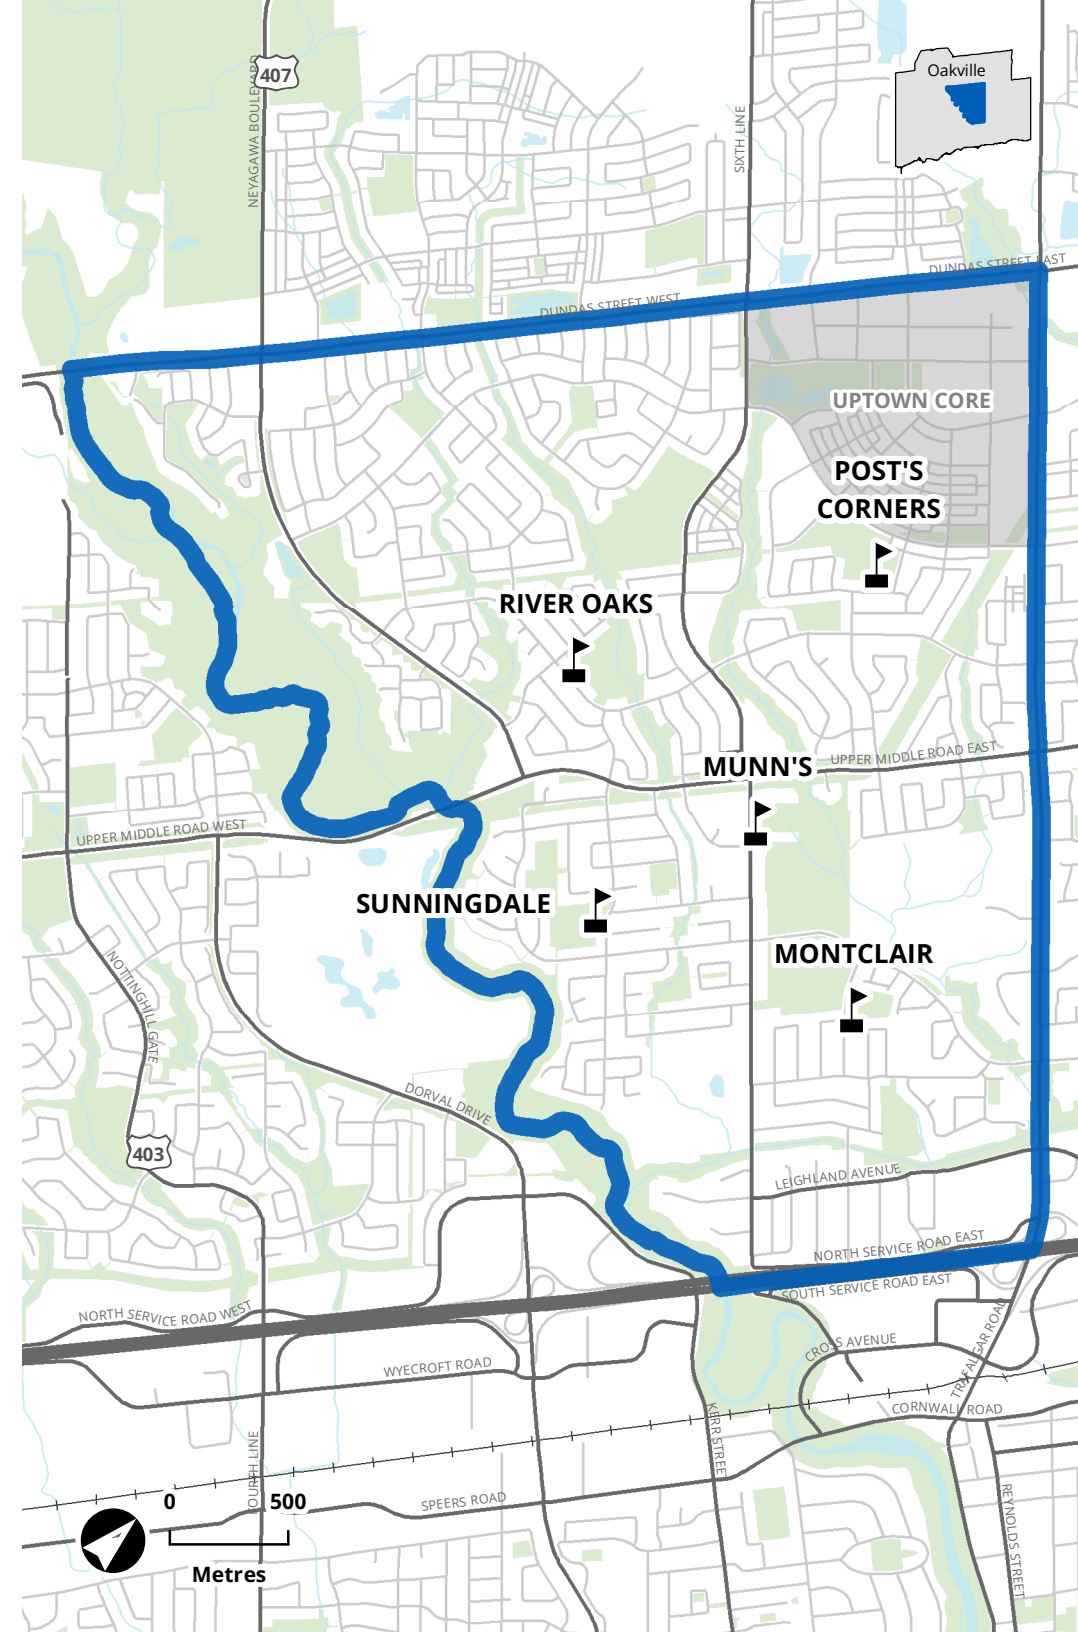 407
NEYAGAWA BOULEVARD
SIXTH LINE
Oakville
DUNDAS STREET EAST
DUNDAS STREET WEST
UPTOWN CORE
POST'S
CORNERS
RIVER OAKS
MUNN'S
UPPER MIDDLE ROAD EAST
UPPER MIDDLE ROAD WEST
SUNNINGDALE
MONTCLAIR
NOTTINGHILL GATE
DORVAL DRIVE
403
LEIGHLAND AVENUE
NORTH SERVICE ROAD EAST
SOUTH SERVICE ROAD EAST
NORTH SERVICE ROAD WEST
CROSS AVENUE
TRAFALGAR ROAD
WYECROFT ROAD
CORNWALL ROAD
KERR STREET
FOURTH LINE
SPEERS ROAD
REYNOLDS STREET
0 500
Metres